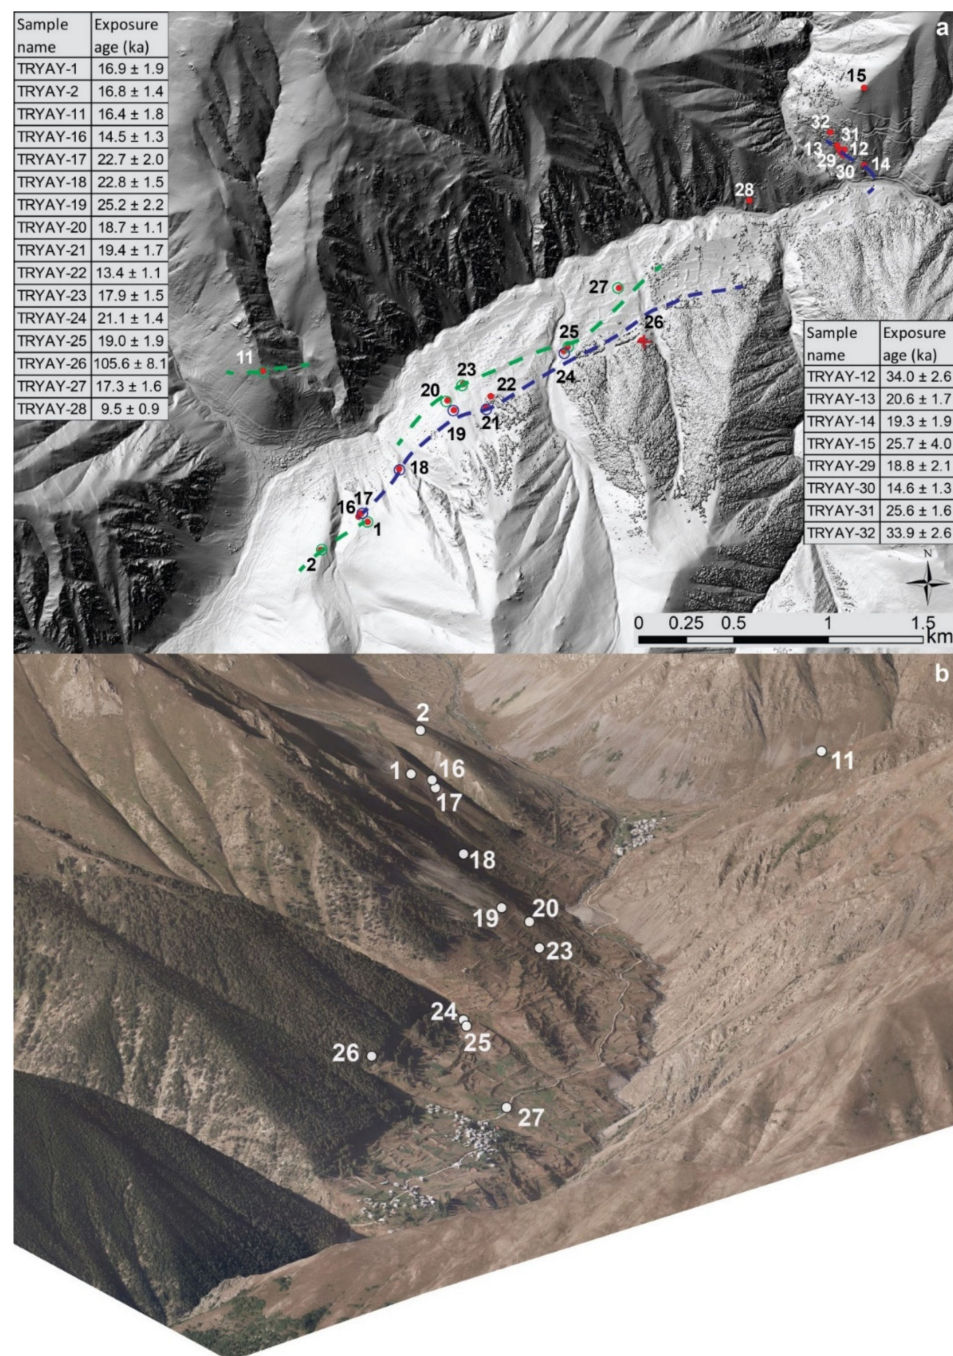 Sample name Exposure age (ka)
TRYAY-1 16.9 ± 1.9
TRYAY-2 16.8 ± 1.4
TRYAY-11 16.4 ± 1.8
TRYAY-16 14.5 ± 1.3
TRYAY-17 22.7 ± 2.0
TRYAY-18 22.8 ± 1.5
TRYAY-19 25.2 ± 2.2
TRYAY-20 18.7 ± 1.1
TRYAY-21 19.4 ± 1.7
TRYAY-22 13.4 ± 1.1
TRYAY-23 17.9 ± 1.5
TRYAY-24 21.1 ± 1.4
TRYAY-25 19.0 ± 1.9
TRYAY-26 105.6 ± 8.1
TRYAY-27 17.3 ± 1.6
TRYAY-28 9.5 ± 0.9
a
15
32
31
13
12
29
30
14
28
27
26
25
24
11
23
22
20
19
21
18
17
16
1
2
Sample name Exposure age (ka)
TRYAY-12 34.0 ± 2.6
TRYAY-13 20.6 ± 1.7
TRYAY-14 19.3 ± 1.9
TRYAY-15 25.7 ± 4.0
TRYAY-29 18.8 ± 2.1
TRYAY-30 14.6 ± 1.3
TRYAY-31 25.6 ± 1.6
TRYAY-32 33.9 ± 2.6
N
0 0.25 0.5 1 1.5
km
b
2
11
1
16
17
18
19
20
23
24
25
26
27